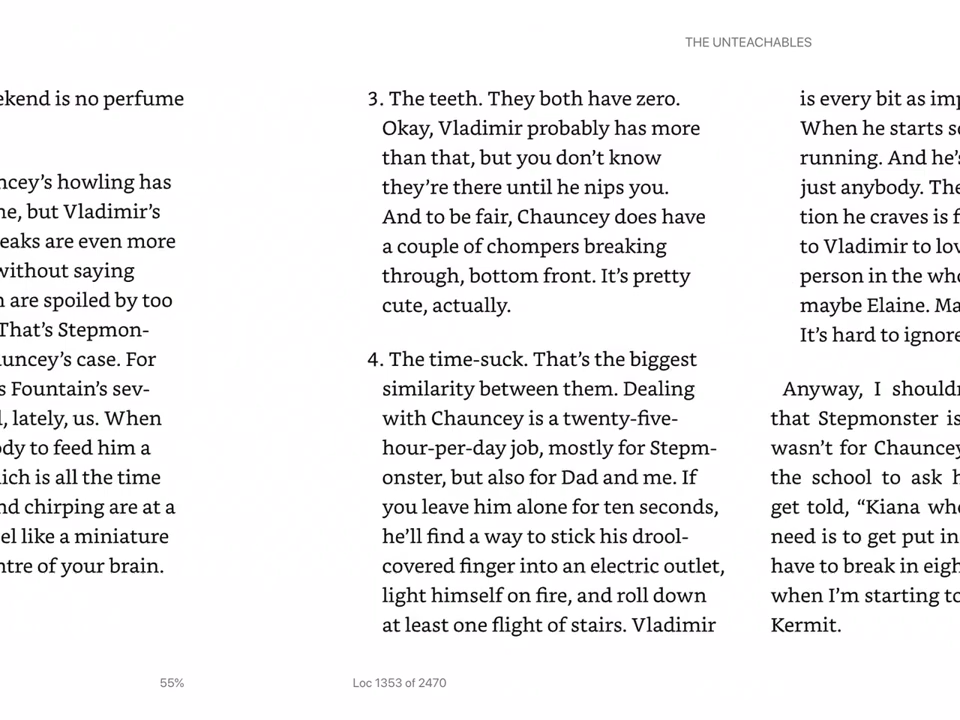 THE UNTEACHABLES
ekend is no perfume
ncey’s howling has
ne, but Vladimir’s
eaks are even more
without saying
n are spoiled by too
That’s Stepmon-
auncey’s case. For
s Fountain’s sev-
l, lately, us. When
ody to feed him a
ich is all the time
nd chirping are at a
el like a miniature
ntre of your brain.
55%
3. The teeth. They both have zero.
Okay, Vladimir probably has more
than that, but you don’t know
they’re there until he nips you.
And to be fair, Chauncey does have
a couple of chompers breaking
through, bottom front. It’s pretty
cute, actually.
4. The time-suck. That’s the biggest
similarity between them. Dealing
with Chauncey is a twenty-five-
hour-per-day job, mostly for Stepm-
onster, but also for Dad and me. If
you leave him alone for ten seconds,
he’ll find a way to stick his drool-
covered finger into an electric outlet,
light himself on fire, and roll down
at least one flight of stairs. Vladimir
Loc 1353 of 2470
is every bit as imp
When he starts s
running. And he’s
just anybody. The
tion he craves is f
to Vladimir to lov
person in the who
maybe Elaine. Ma
It’s hard to ignore
Anyway, I should
that Stepmonster is
wasn’t for Chauncey
the school to ask h
get told, “Kiana who
need is to get put in
have to break in eigh
when I’m starting to
Kermit.